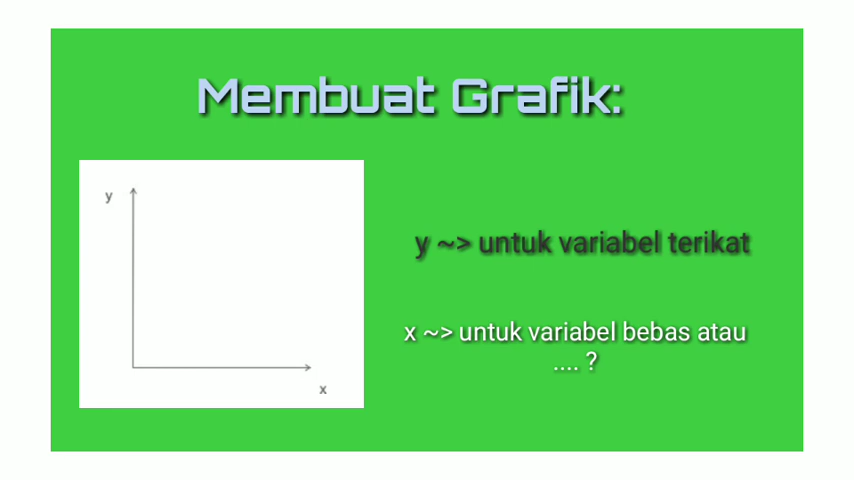 Membuat Grafik:
y
y ~> untuk variabel terikat
x ~> untuk variabel bebas atau
.... ?
x